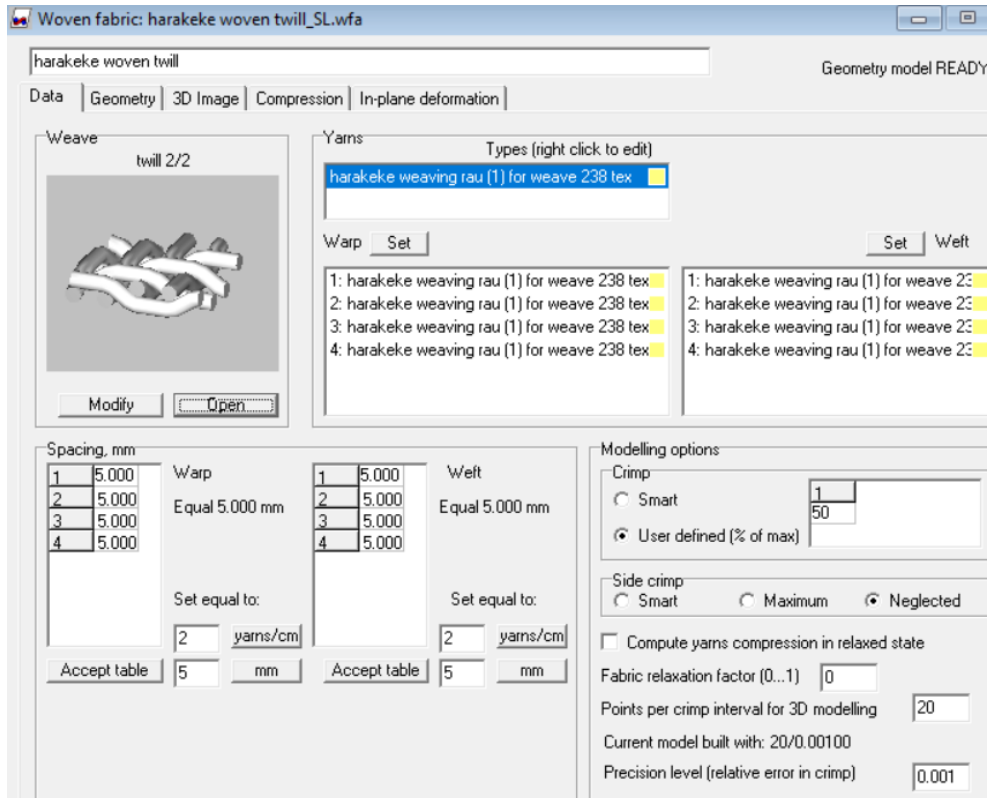 Woven fabric: harakeke woven twill_SL.wfa
harakeke woven twill
Geometry model READY
Data Geometry 3D Image Compression In-plane deformation
Weave
twill 2/2
Modify Open
Yarns
Types (right click to edit)
harakeke weaving rau (1) for weave 238 tex
Warp Set
Set Weft
1: harakeke weaving rau (1) for weave 238 tex
2: harakeke weaving rau (1) for weave 238 tex
3: harakeke weaving rau (1) for weave 238 tex
4: harakeke weaving rau (1) for weave 238 tex
1: harakeke weaving rau (1) for weave 23
2: harakeke weaving rau (1) for weave 23
3: harakeke weaving rau (1) for weave 23
4: harakeke weaving rau (1) for weave 23
Spacing, mm
1 5.000
2 5.000
3 5.000
4 5.000
Warp
Equal 5.000 mm
Set equal to:
2 yarns/cm
Accept table 5 mm
1 5.000
2 5.000
3 5.000
4 5.000
Weft
Equal 5.000 mm
Set equal to:
2 yarns/cm
Accept table 5 mm
Modelling options
Crimp
Smart
User defined (% of max)
1
50
Side crimp
Smart Maximum Neglected
Compute yarns compression in relaxed state
Fabric relaxation factor (0...1) 0
Points per crimp interval for 3D modelling 20
Current model built with: 20/0.00100
Precision level (relative error in crimp) 0.001